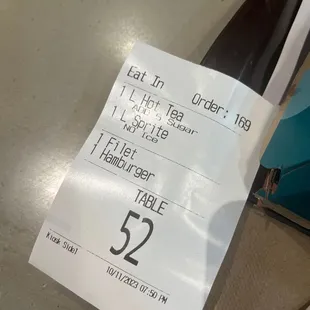 Eat In
Order: 169
1 L Hot Tea
ADD 5 Sugar
1 L Sprite
NO Ice
1 Filet
1 Hamburger
TABLE
52
Kiosk Side1
10/11/2023 07:50 PM